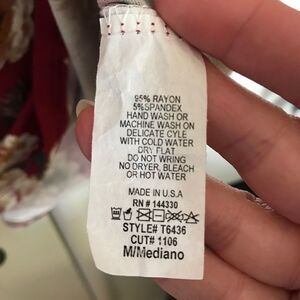 95% RAYON
5%SPANDEX
HAND WASH OR
MACHINE WASH ON
DELICATE CYLE
WITH COLD WATER
DRY FLAT
DO NOT WRING
NO DRYER, BLEACH
OR HOT WATER
MADE IN U.S.A
RN # 144330
STYLE# T6436
CUT# 1106
M/Mediano